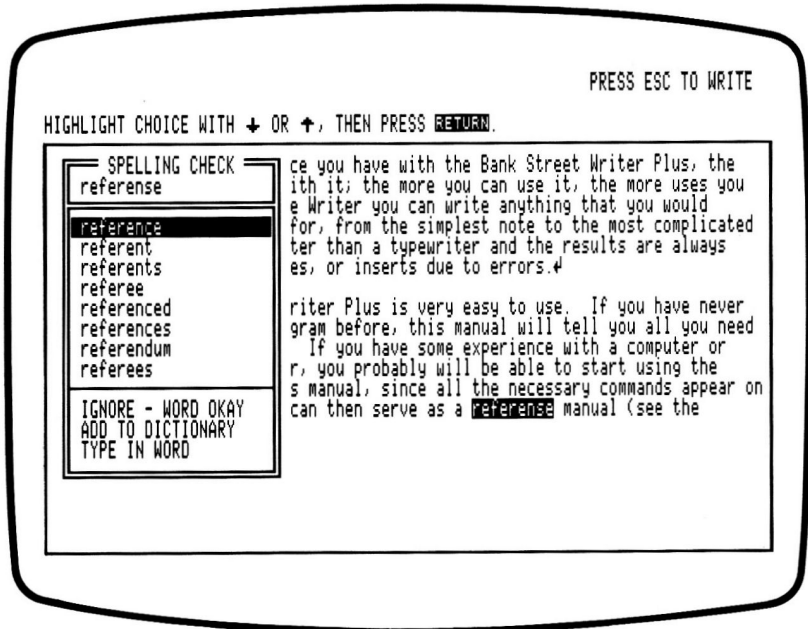 PRESS ESC TO WRITE
HIGHLIGHT CHOICE WITH ↓ OR ↑, THEN PRESS RETURN.
SPELLING CHECK
referense
reference
referent
referents
referee
referenced
references
referendum
referees
IGNORE - WORD OKAY
ADD TO DICTIONARY
TYPE IN WORD
ce you have with the Bank Street Writer Plus, the
ith it; the more you can use it, the more uses you
e Writer you can write anything that you would
for, from the simplest note to the most complicated
ter than a typewriter and the results are always
es, or inserts due to errors.↲
riter Plus is very easy to use.  If you have never
gram before, this manual will tell you all you need
If you have some experience with a computer or
r, you probably will be able to start using the
s manual, since all the necessary commands appear on
can then serve as a referense manual (see the